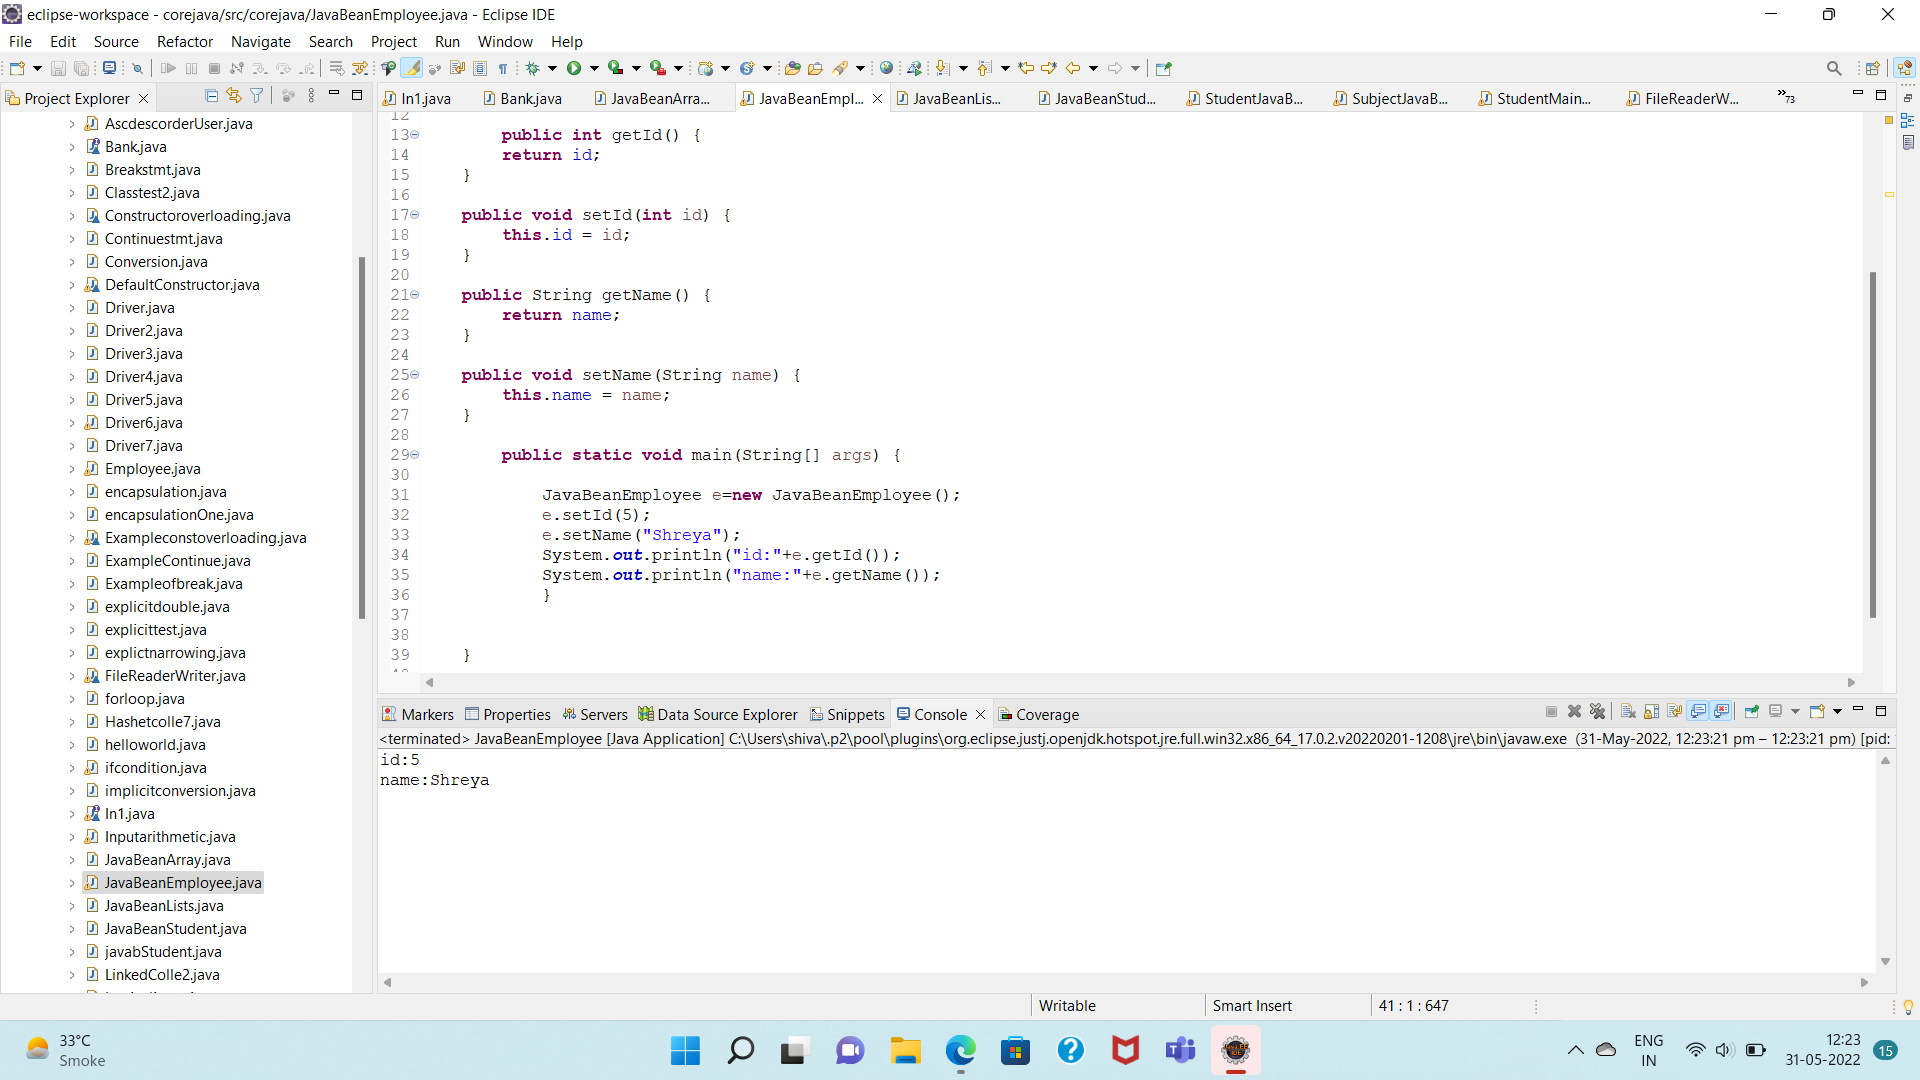 eclipse-workspace - corejava/src/corejava/JavaBeanEmployee.java - Eclipse IDE
File Edit Source Refactor Navigate Search Project Run Window Help
Project Explorer
In1.java Bank.java JavaBeanArra... JavaBeanEmpl... JavaBeanLis... JavaBeanStud... StudentJavaB... SubjectJavaB... StudentMain... FileReaderW... »73
AscdescorderUser.java
Bank.java
Breakstmt.java
Classtest2.java
Constructoroverloading.java
Continuestmt.java
Conversion.java
DefaultConstructor.java
Driver.java
Driver2.java
Driver3.java
Driver4.java
Driver5.java
Driver6.java
Driver7.java
Employee.java
encapsulation.java
encapsulationOne.java
Exampleconstoverloading.java
ExampleContinue.java
Exampleofbreak.java
explicitdouble.java
explicittest.java
explictnarrowing.java
FileReaderWriter.java
forloop.java
Hashetcolle7.java
helloworld.java
ifcondition.java
implicitconversion.java
In1.java
Inputarithmetic.java
JavaBeanArray.java
JavaBeanEmployee.java
JavaBeanLists.java
JavaBeanStudent.java
javabStudent.java
LinkedColle2.java
12
13 public int getId() {
14 return id;
15 }
16
17 public void setId(int id) {
18 this.id = id;
19 }
20
21 public String getName() {
22 return name;
23 }
24
25 public void setName(String name) {
26 this.name = name;
27 }
28
29 public static void main(String[] args) {
30
31 JavaBeanEmployee e=new JavaBeanEmployee();
32 e.setId(5);
33 e.setName("Shreya");
34 System.out.println("id:"+e.getId());
35 System.out.println("name:"+e.getName());
36 }
37
38
39 }
Markers Properties Servers Data Source Explorer Snippets Console Coverage
<terminated> JavaBeanEmployee [Java Application] C:\Users\shiva\.p2\pool\plugins\org.eclipse.justj.openjdk.hotspot.jre.full.win32.x86_64_17.0.2.v20220201-1208\jre\bin\javaw.exe (31-May-2022, 12:23:21 pm – 12:23:21 pm) [pid:
id:5
name:Shreya
Writable Smart Insert 41 : 1 : 647
33°C
Smoke
ENG
IN
12:23
31-05-2022
15